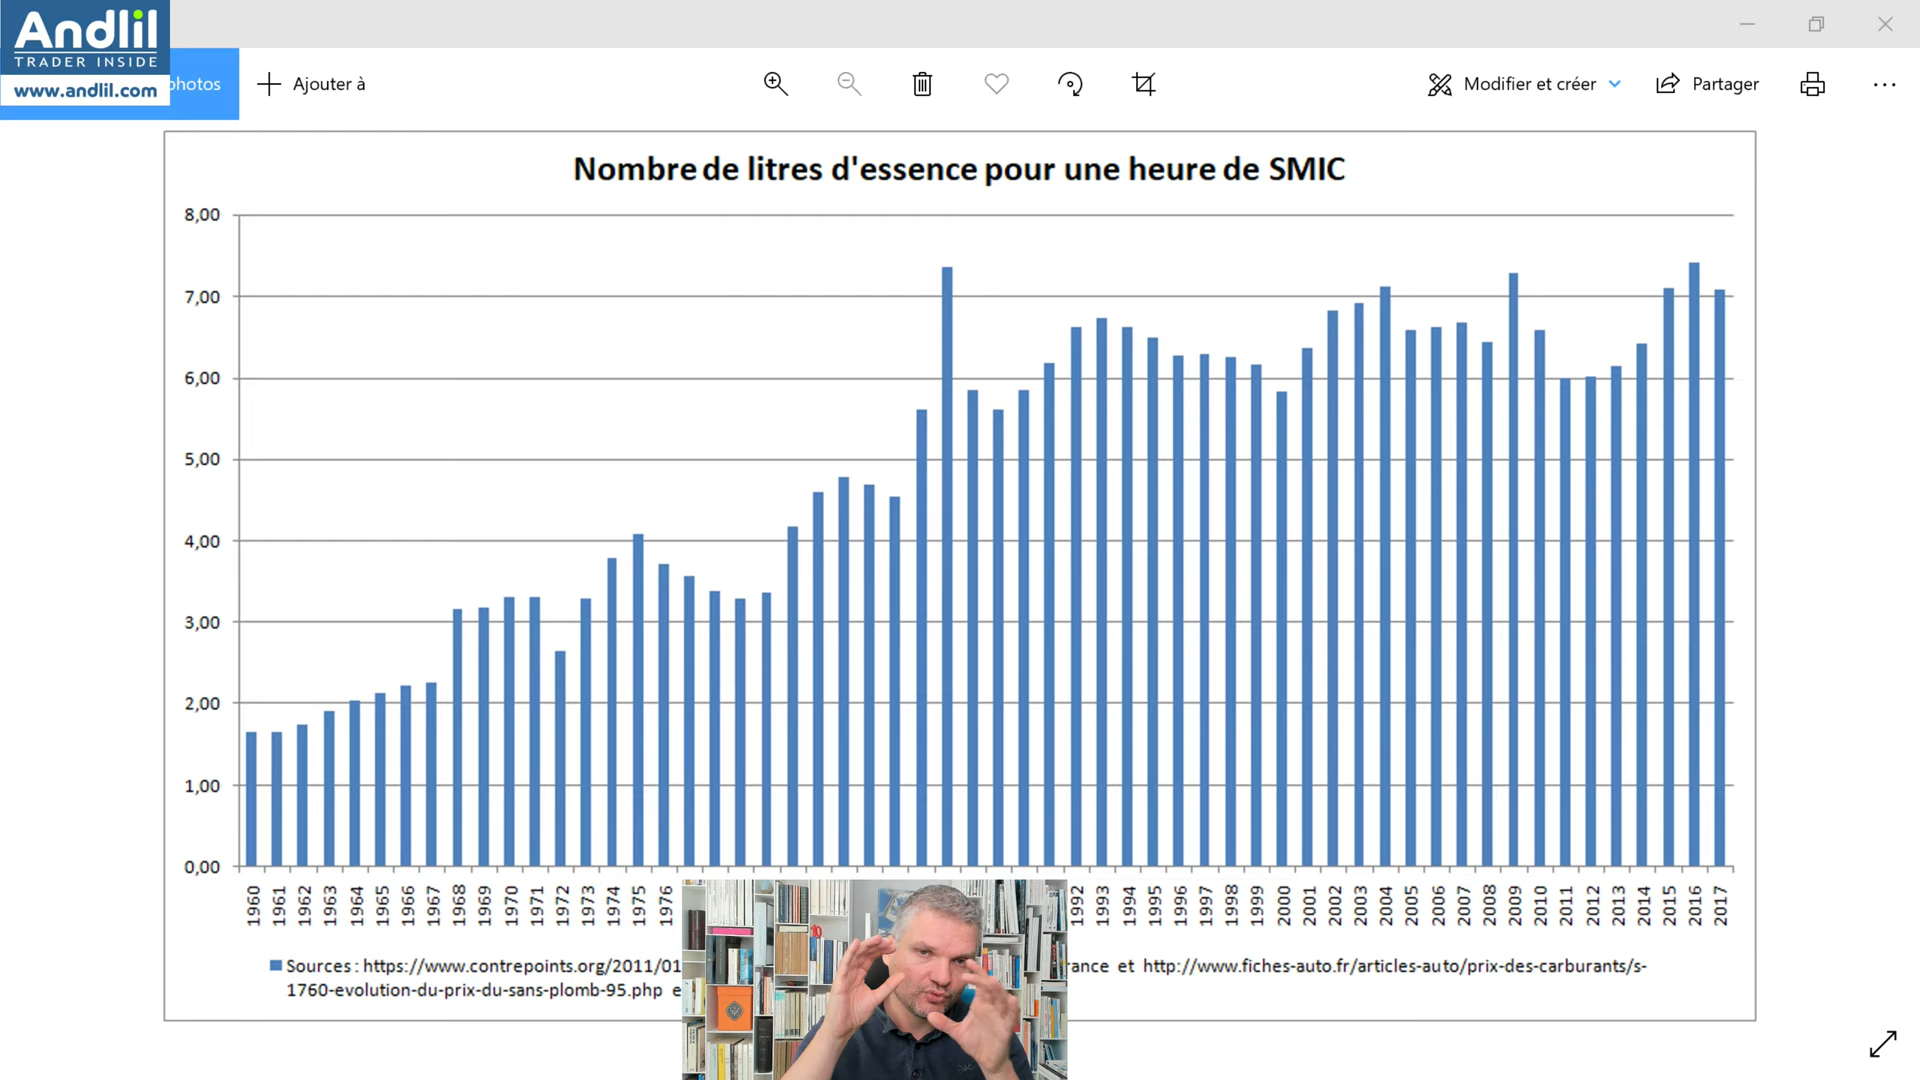 Andlil
TRADER INSIDE
www.andlil.com
photos
Ajouter à
Modifier et créer
Partager
Nombre de litres d'essence pour une heure de SMIC
8,00
7,00
6,00
5,00
4,00
3,00
2,00
1,00
0,00
1960 1961 1962 1963 1964 1965 1966 1967 1968 1969 1970 1971 1972 1973 1974 1975 1976 1992 1993 1994 1995 1996 1997 1998 1999 2000 2001 2002 2003 2004 2005 2006 2007 2008 2009 2010 2011 2012 2013 2014 2015 2016 2017
Sources : https://www.contrepoints.org/2011/01 rance et http://www.fiches-auto.fr/articles-auto/prix-des-carburants/s-
1760-evolution-du-prix-du-sans-plomb-95.php e